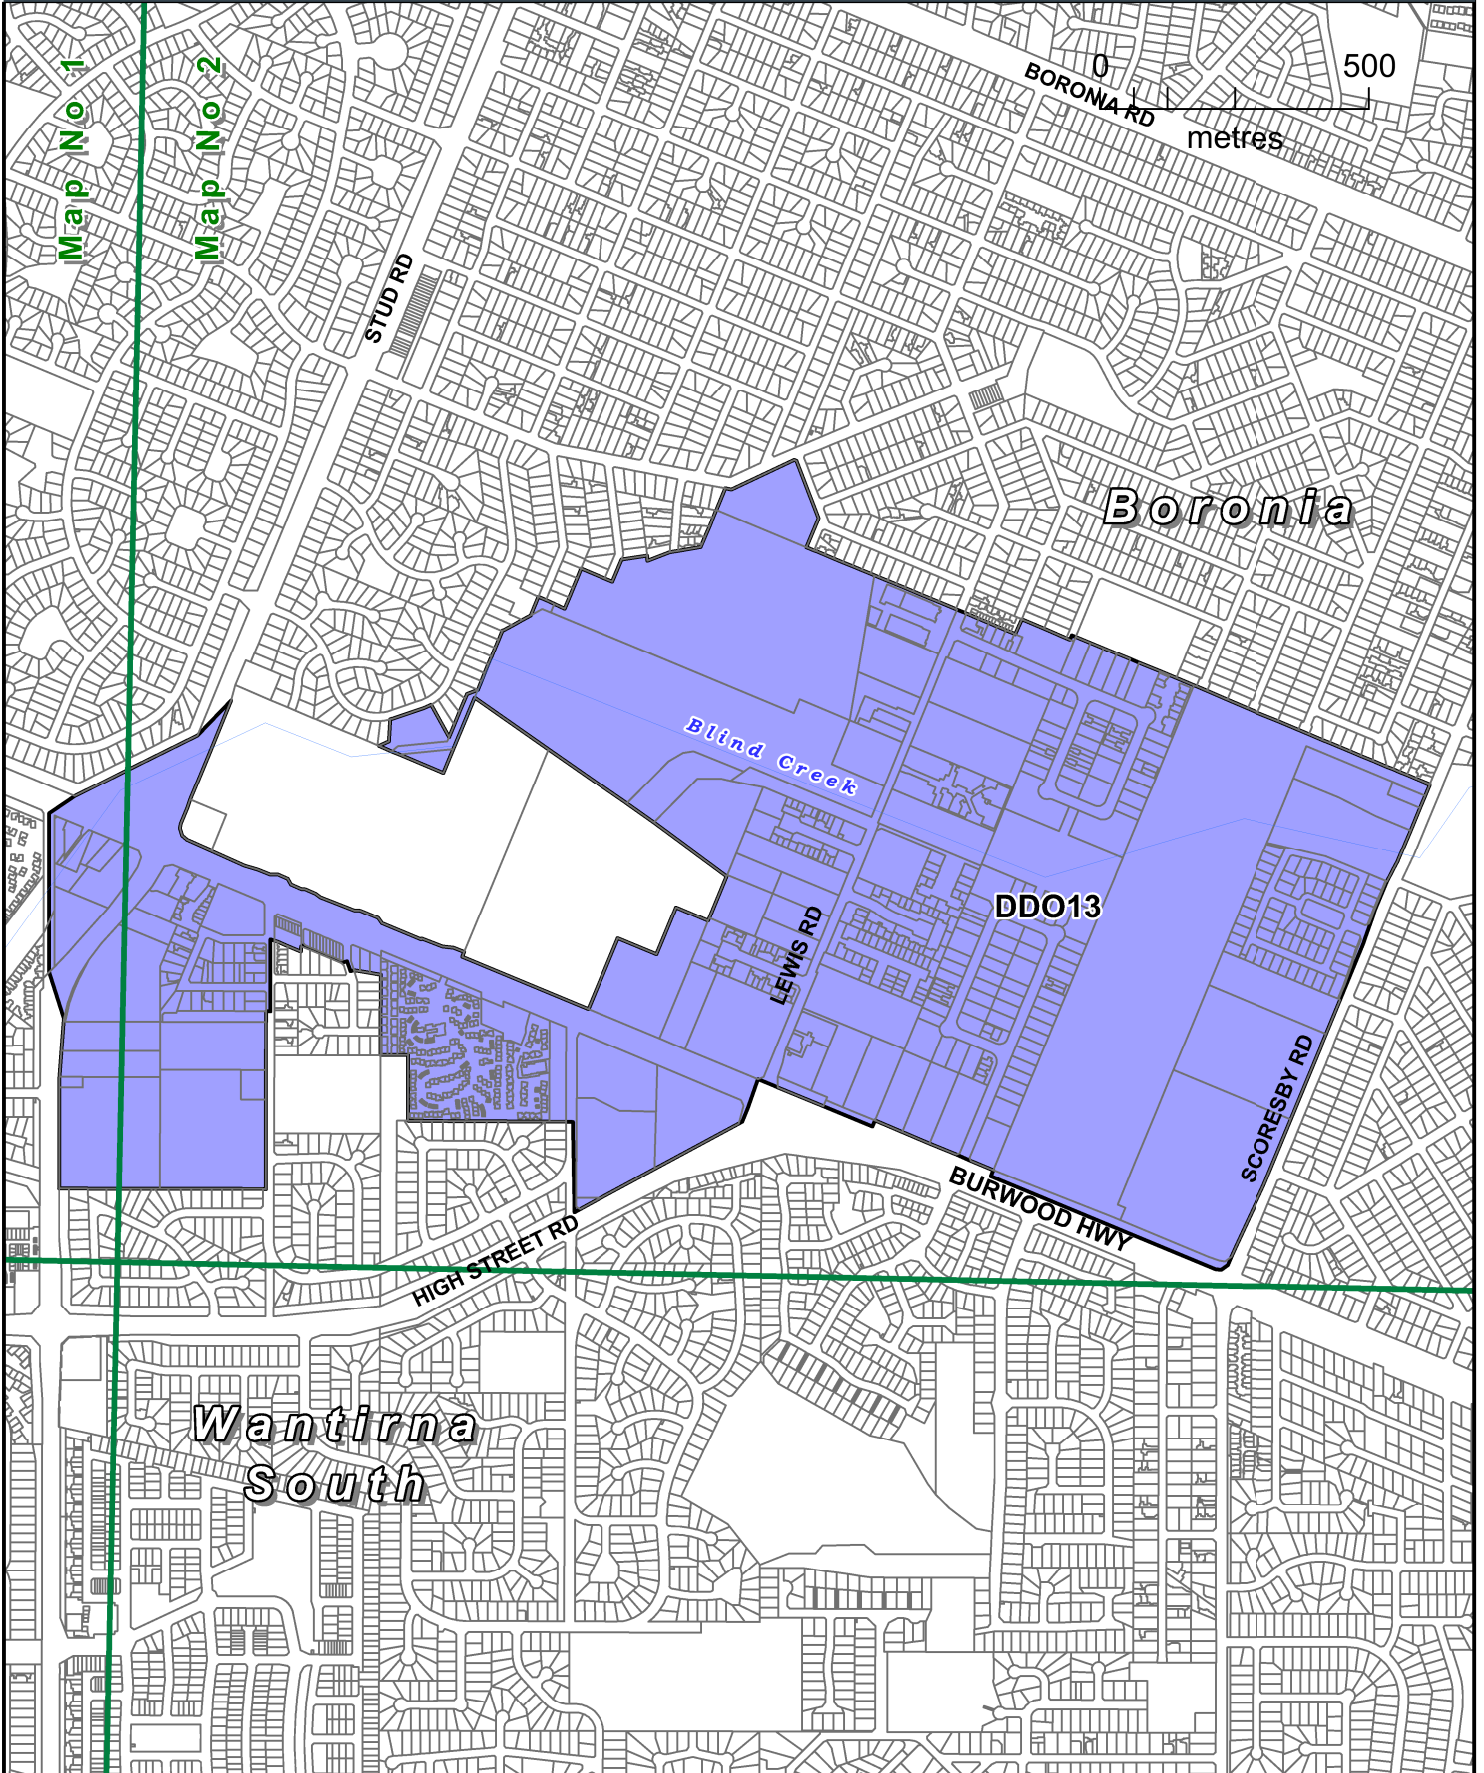 Map No 1
Map No 2
0
500
metres
BORONIA RD
STUD RD
Boronia
Blind Creek
DDO13
LEWIS RD
SCORESBY RD
BURWOOD HWY
HIGH STREET RD
Wantirna
South